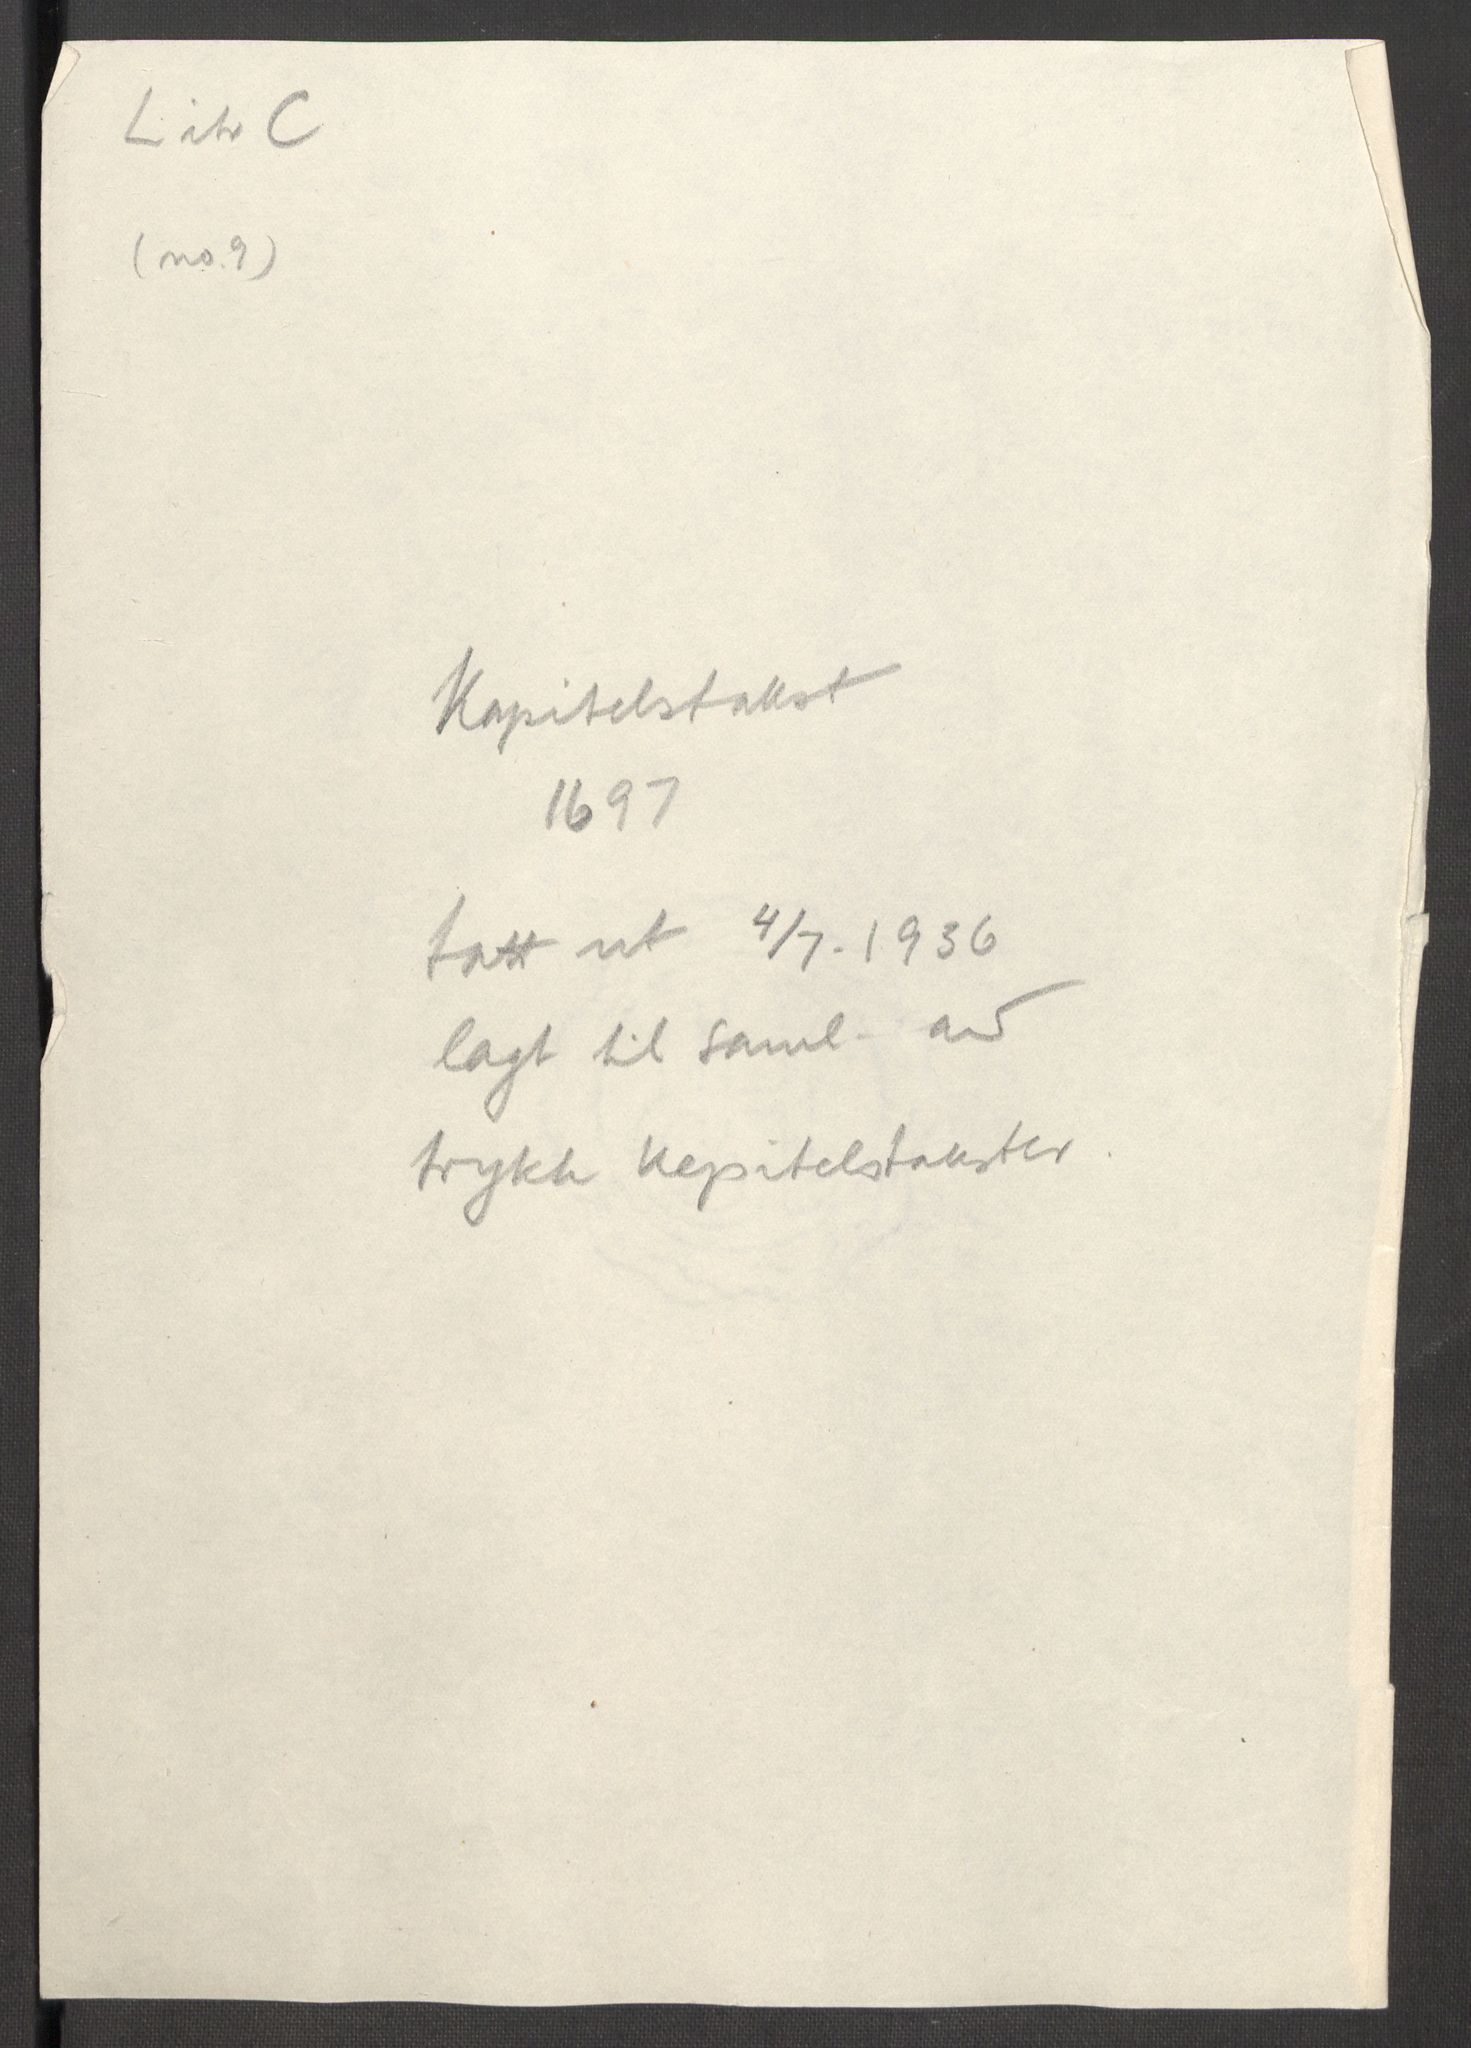 Litr C
(no. 9)
Kapitelstakst
1697
tatt ut 4/7. 1936
lagt til saml. av
trykte kapitelstakster.